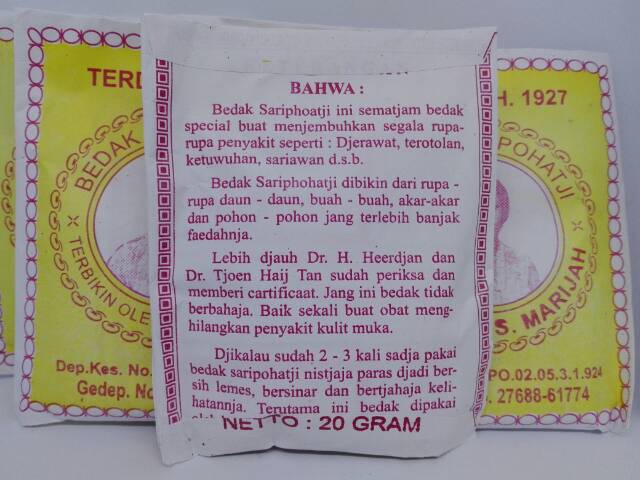 BAHWA :
Bedak Sariphoatji ini sematjam bedak
special buat menjembuhkan segala rupa-
rupa penyakit seperti : Djerawat, terotolan,
ketuwuhan, sariawan d.s.b.
Bedak Sariphohatji dibikin dari rupa -
rupa daun - daun, buah - buah, akar-akar
dan pohon - pohon jang terlebih banjak
faedahnja.
Lebih djauh Dr. H. Heerdjan dan
Dr. Tjoen Haij Tan sudah periksa dan
memberi cartificaat. Jang ini bedak tidak
berbahaja. Baik sekali buat obat meng-
hilangkan penyakit kulit muka.
Djikalau sudah 2 - 3 kali sadja pakai
bedak saripohatji nistjaja paras djadi ber-
sih lemes, bersinar dan bertjahaja keli-
hatannja. Terutama ini bedak dipakai
NETTO : 20 GRAM
TERD
BEDAK
TERBIKIN OLE
Dep.Kes. No.
Gedep. No
H. 1927
POHATJI
S. MARIJAH
PO.02.05.3.1.924
. 27688-61774